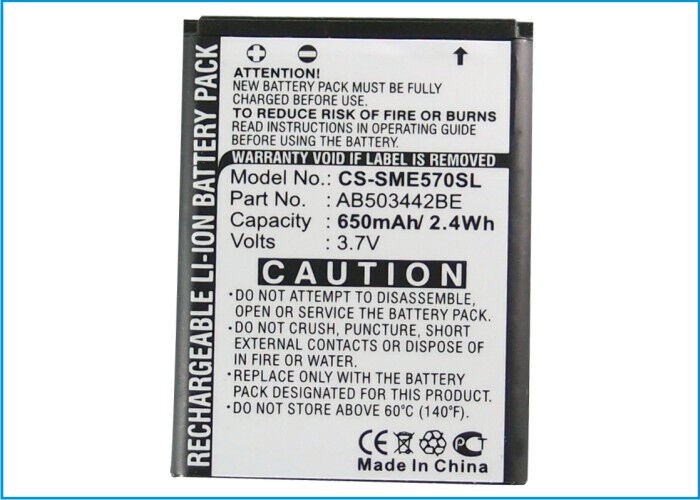 RECHARGEABLE LI-ION BATTERY PACK
ATTENTION!
NEW BATTERY PACK MUST BE FULLY
CHARGED BEFORE USE.
TO REDUCE RISK OF FIRE OR BURNS
READ INSTRUCTIONS IN OPERATING GUIDE
BEFORE USING BATTERY.
WARRANTY VOID IF LABEL IS REMOVED
Model No.: CS-SME570SL
Part No.: AB503442BE
Capacity : 650mAh/ 2.4Wh
Volts : 3.7V
CAUTION
•DO NOT ATTEMPT TO DISASSEMBLE,
OPEN OR SERVICE THE BATTERY PACK.
•DO NOT CRUSH, PUNCTURE, SHORT
EXTERNAL CONTACTS OR DISPOSE OF
IN FIRE OR WATER.
•REPLACE ONLY WITH THE BATTERY
PACK DESIGNATED FOR THIS PRODUCT.
•DO NOT STORE ABOVE 60°C (140°F).
CE
Made In China